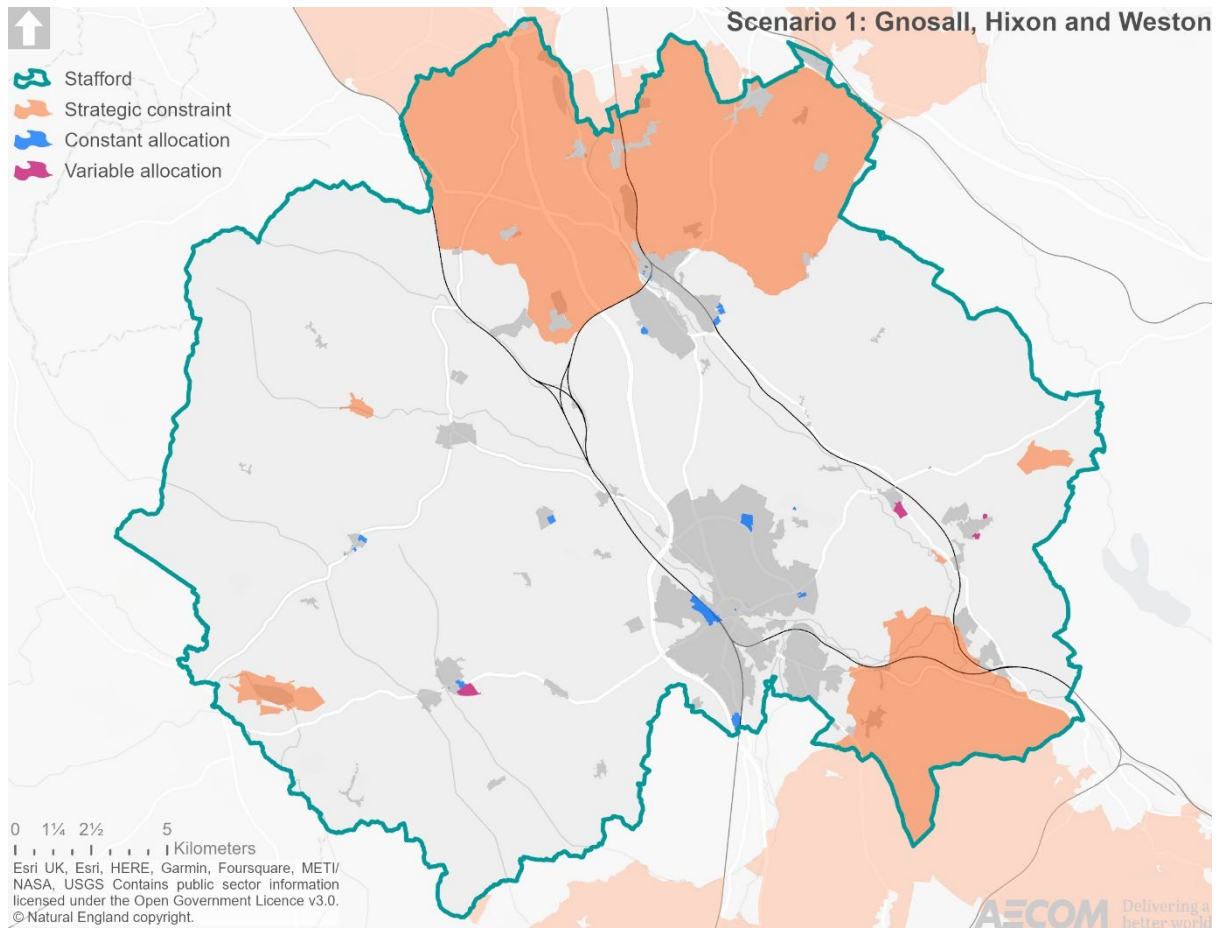 Scenario 1: Gnosall, Hixon and Weston
Stafford
Strategic constraint
Constant allocation
Variable allocation
0 1¼ 2½ 5
Kilometers
Esri UK, Esri, HERE, Garmin, Foursquare, METI/
NASA, USGS Contains public sector information
licensed under the Open Government Licence v3.0.
© Natural England copyright.
AECOM
Delivering a
better world